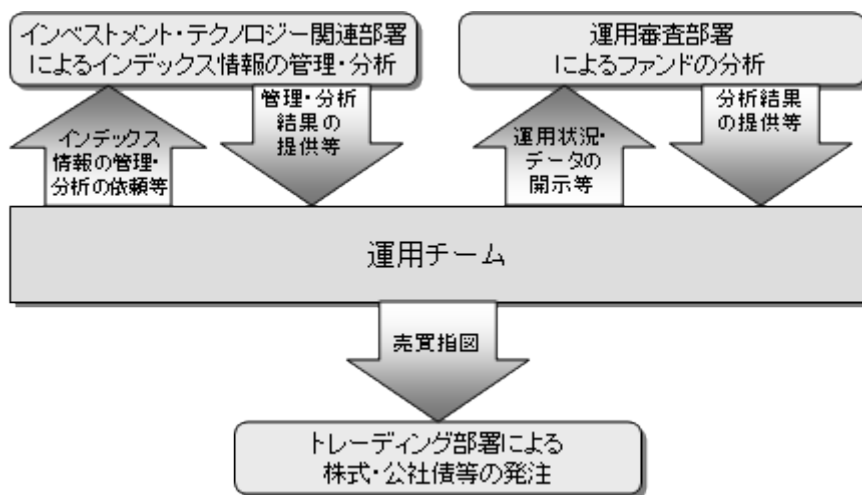 インベストメント・テクノロジー関連部署
によるインデックス情報の管理・分析
運用審査部署
によるファンドの分析
インデックス
情報の管理・
分析の依頼等
管理・分析
結果の
提供等
運用状況・
データの
開示等
分析結果
の提供等
運用チーム
売買指図
トレーディング部署による
株式・公社債等の発注